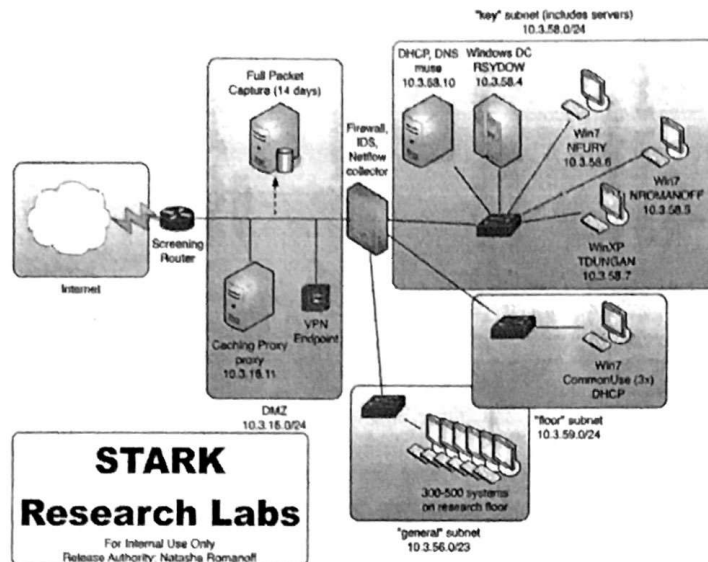 "key" subnet (includes servers)
10.3.58.0/24
DHCP, DNS
muse
10.3.58.10
Windows DC
RSYDOW
10.3.58.4
Full Packet
Capture (14 days)
Firewall,
IDS,
Netflow
collector
Win7
NFURY
10.3.58.6
Win7
NROMANOFF
10.3.58.5
WinXP
TDUNGAN
10.3.58.7
Internet
Screening
Router
Caching Proxy
proxy
10.3.16.11
VPN
Endpoint
DMZ
10.3.16.0/24
Win7
CommonUse (3x)
DHCP
"floor" subnet
10.3.59.0/24
300-500 systems
on research floor
"general" subnet
10.3.56.0/23
STARK
Research Labs
For Internal Use Only
Release Authority: Natasha Romanoff